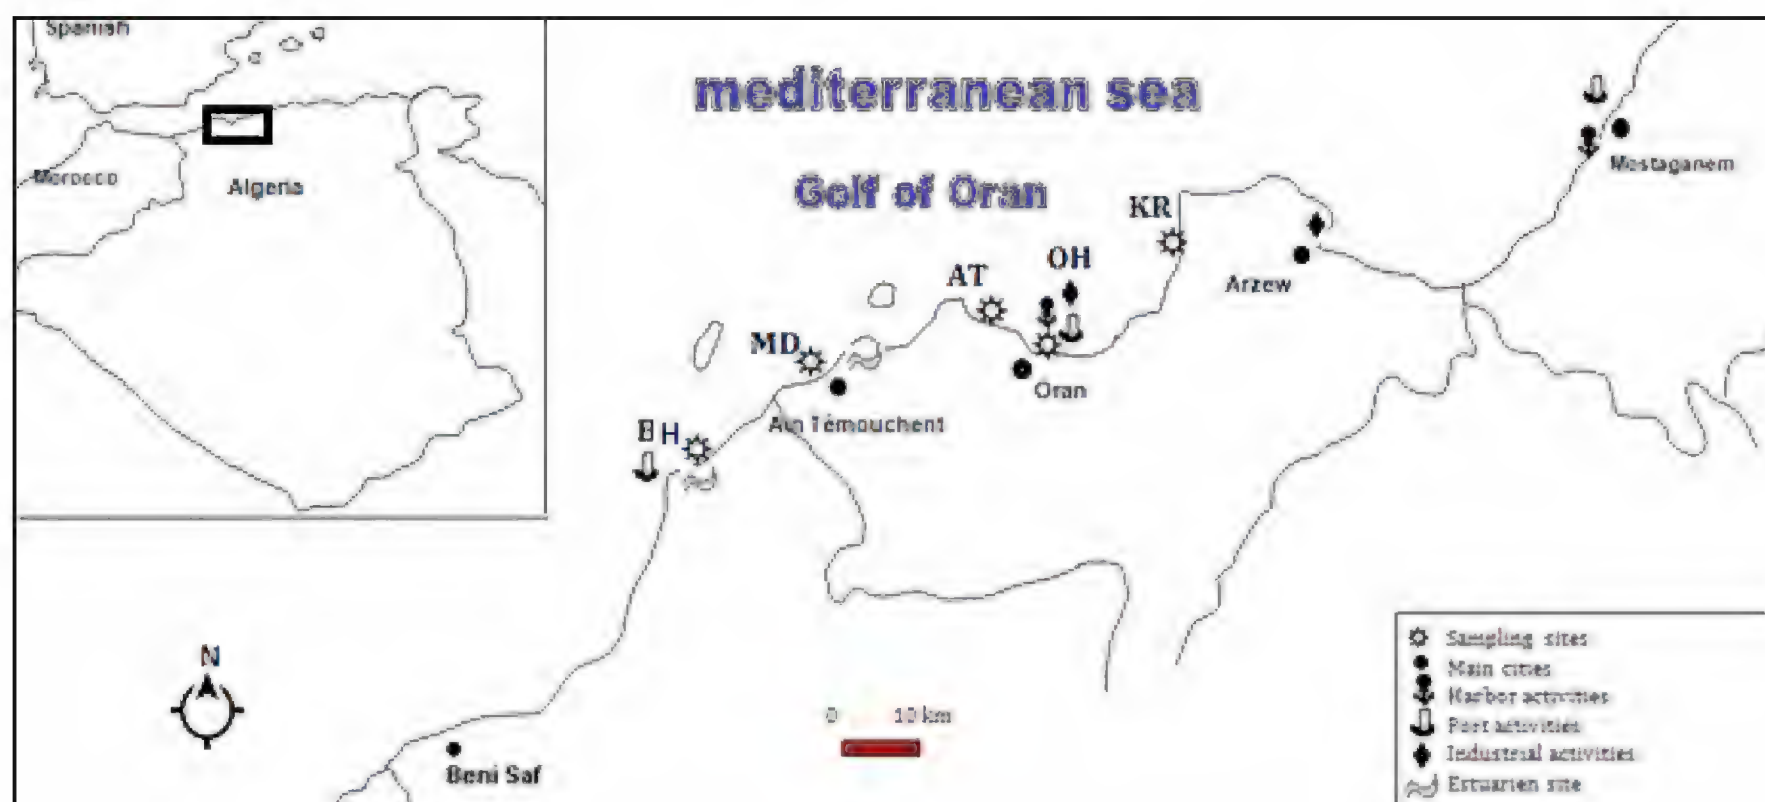 Spanish
Morocco
Algeria
mediterranean sea
Golf of Oran
KR
OH
AT
MD
BH
Mostaganem
Arzew
Oran
Ain Témouchent
Beni Saf
N
0 10 km
Sampling sites
Main cities
Harbor activities
Port activities
Industrial activities
Estuarien site